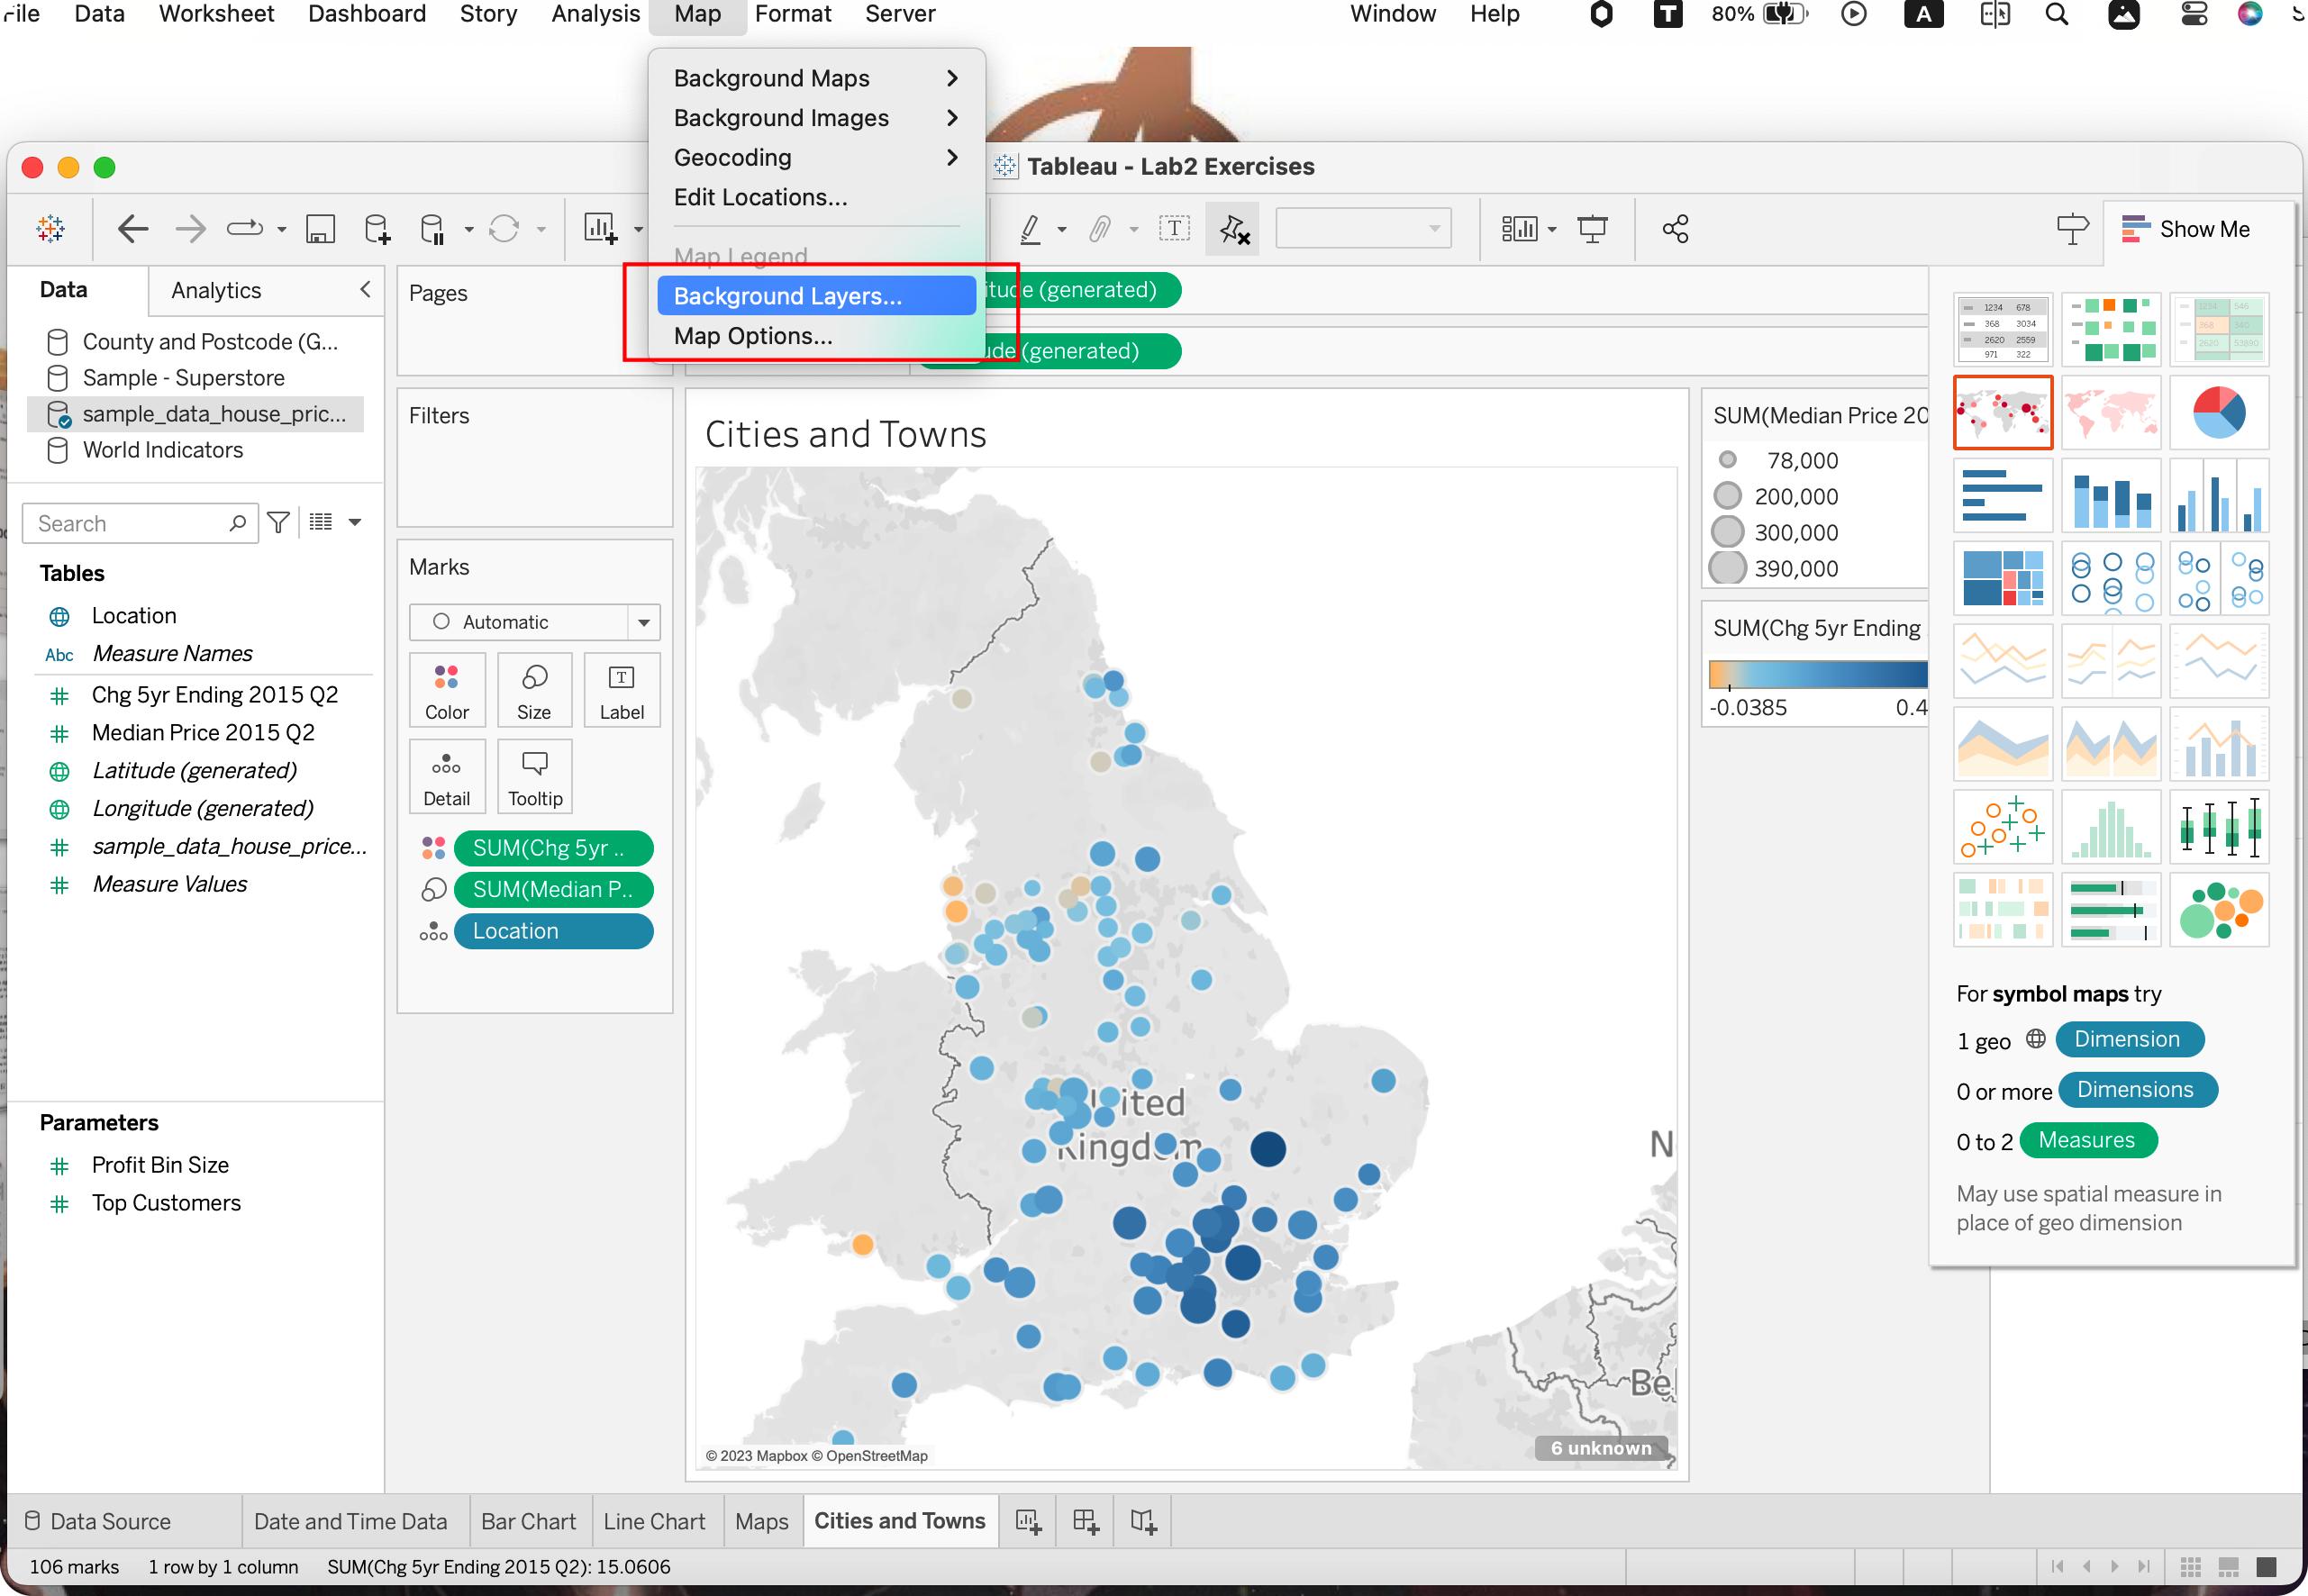 File Data Worksheet Dashboard Story Analysis Map Format Server Window Help 80% A
Background Maps
Background Images
Geocoding
Edit Locations...
Map Legend
Background Layers...
Map Options...
Tableau - Lab2 Exercises
Show Me
Data Analytics
County and Postcode (G...
Sample - Superstore
sample_data_house_pric...
World Indicators
Search
Tables
Location
Abc Measure Names
Chg 5yr Ending 2015 Q2
Median Price 2015 Q2
Latitude (generated)
Longitude (generated)
sample_data_house_price...
Measure Values
Parameters
Profit Bin Size
Top Customers
Pages
itude (generated)
ude (generated)
Filters
Marks
Automatic
Color Size Label
Detail Tooltip
SUM(Chg 5yr ..
SUM(Median P..
Location
Cities and Towns
United
Kingdom
N
Bel
© 2023 Mapbox © OpenStreetMap
6 unknown
SUM(Median Price 20
78,000
200,000
300,000
390,000
SUM(Chg 5yr Ending
-0.0385 0.4
1234 678
368 3034
2620 2559
971 322
1234 546
368 340
2620 53890
For symbol maps try
1 geo Dimension
0 or more Dimensions
0 to 2 Measures
May use spatial measure in
place of geo dimension
Data Source Date and Time Data Bar Chart Line Chart Maps Cities and Towns
106 marks 1 row by 1 column SUM(Chg 5yr Ending 2015 Q2): 15.0606